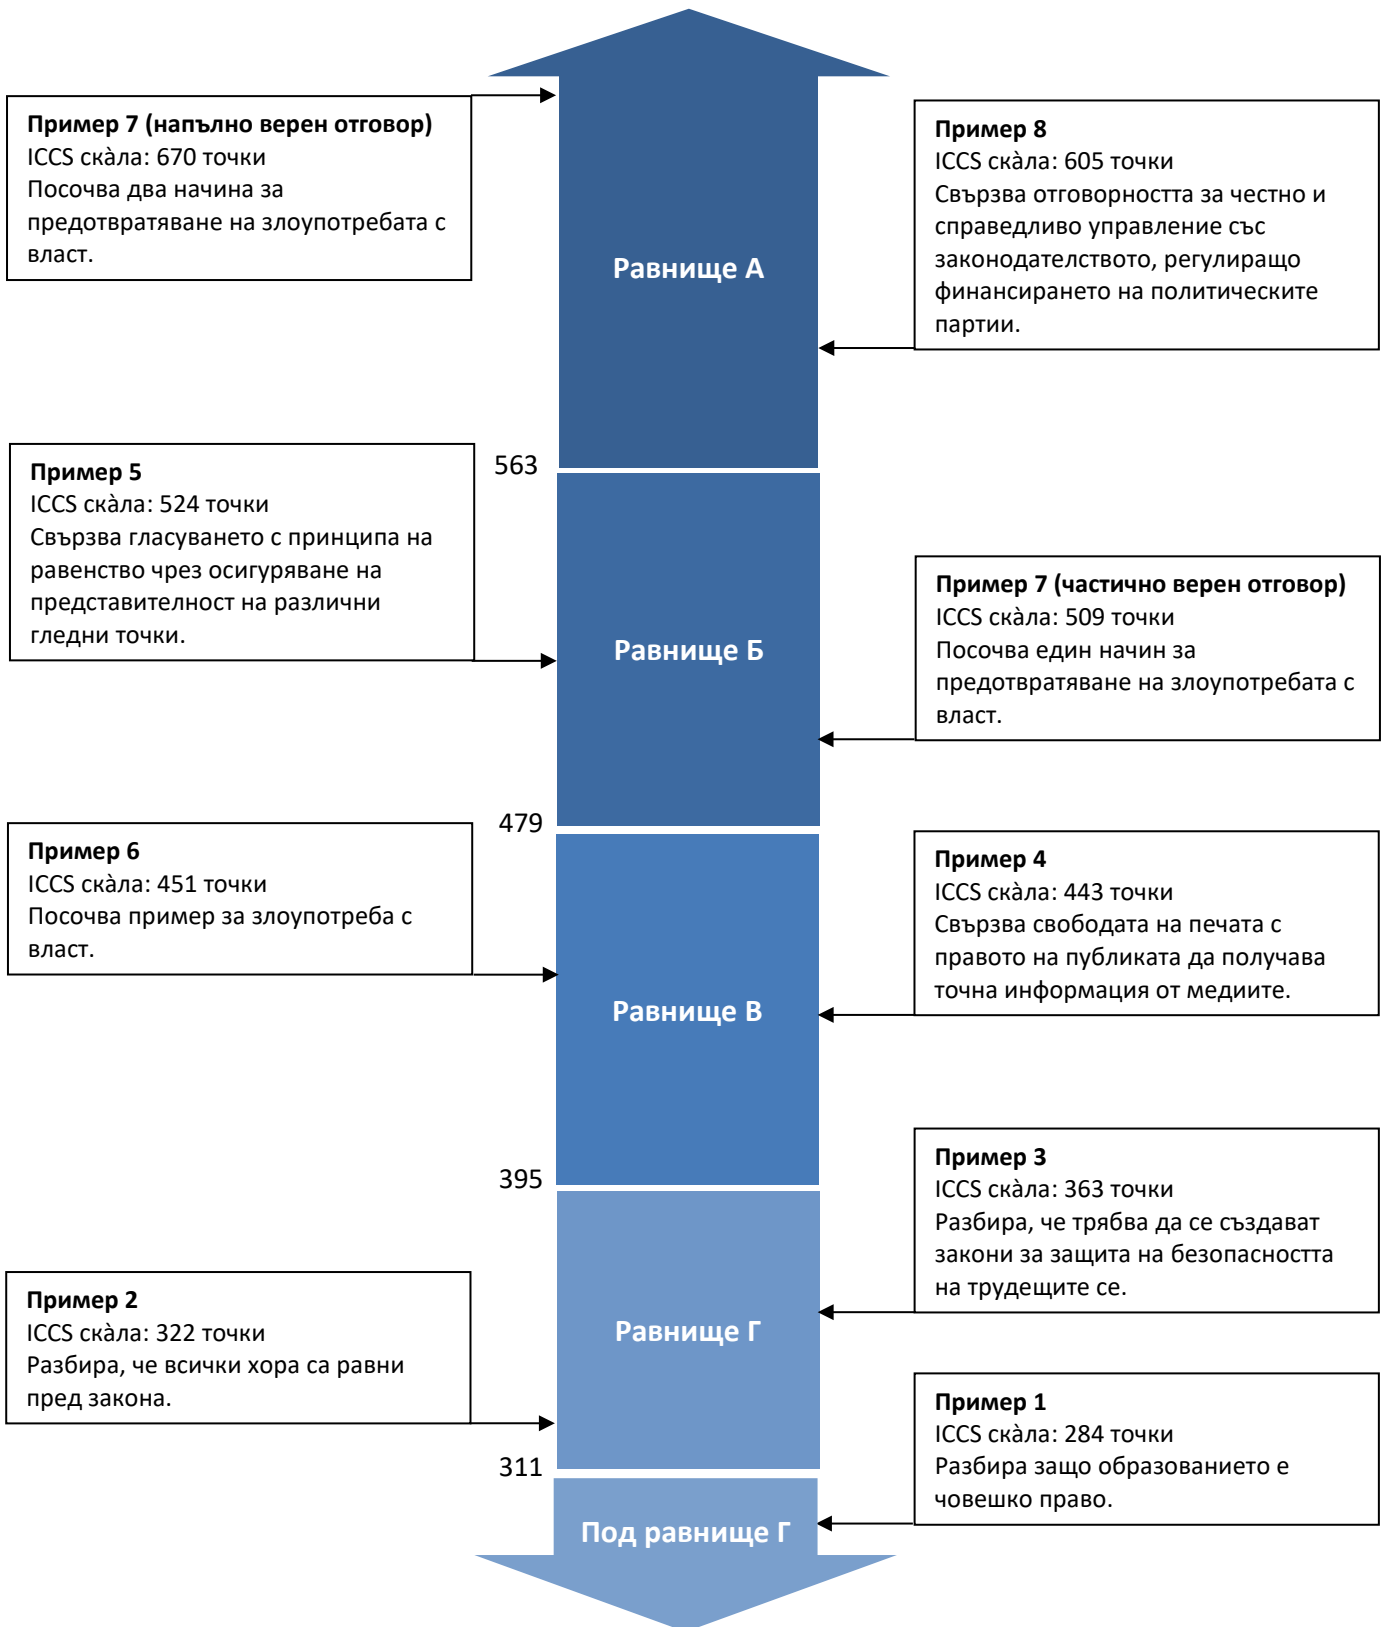 Пример 7 (напълно верен отговор)
ICCS скàла: 670 точки
Посочва два начина за
предотвратяване на злоупотребата с
власт.
Пример 8
ICCS скàла: 605 точки
Свързва отговорността за честно и
справедливо управление със
законодателството, регулиращо
финансирането на политическите
партии.
Равнище А
563
Пример 5
ICCS скàла: 524 точки
Свързва гласуването с принципа на
равенство чрез осигуряване на
представителност на различни
гледни точки.
Равнище Б
Пример 7 (частично верен отговор)
ICCS скàла: 509 точки
Посочва един начин за
предотвратяване на злоупотребата с
власт.
479
Пример 6
ICCS скàла: 451 точки
Посочва пример за злоупотреба с
власт.
Пример 4
ICCS скàла: 443 точки
Свързва свободата на печата с
правото на публиката да получава
точна информация от медиите.
Равнище В
395
Пример 3
ICCS скàла: 363 точки
Разбира, че трябва да се създават
закони за защита на безопасността
на трудещите се.
Пример 2
ICCS скàла: 322 точки
Разбира, че всички хора са равни
пред закона.
Равнище Г
311
Пример 1
ICCS скàла: 284 точки
Разбира защо образованието е
човешко право.
Под равнище Г